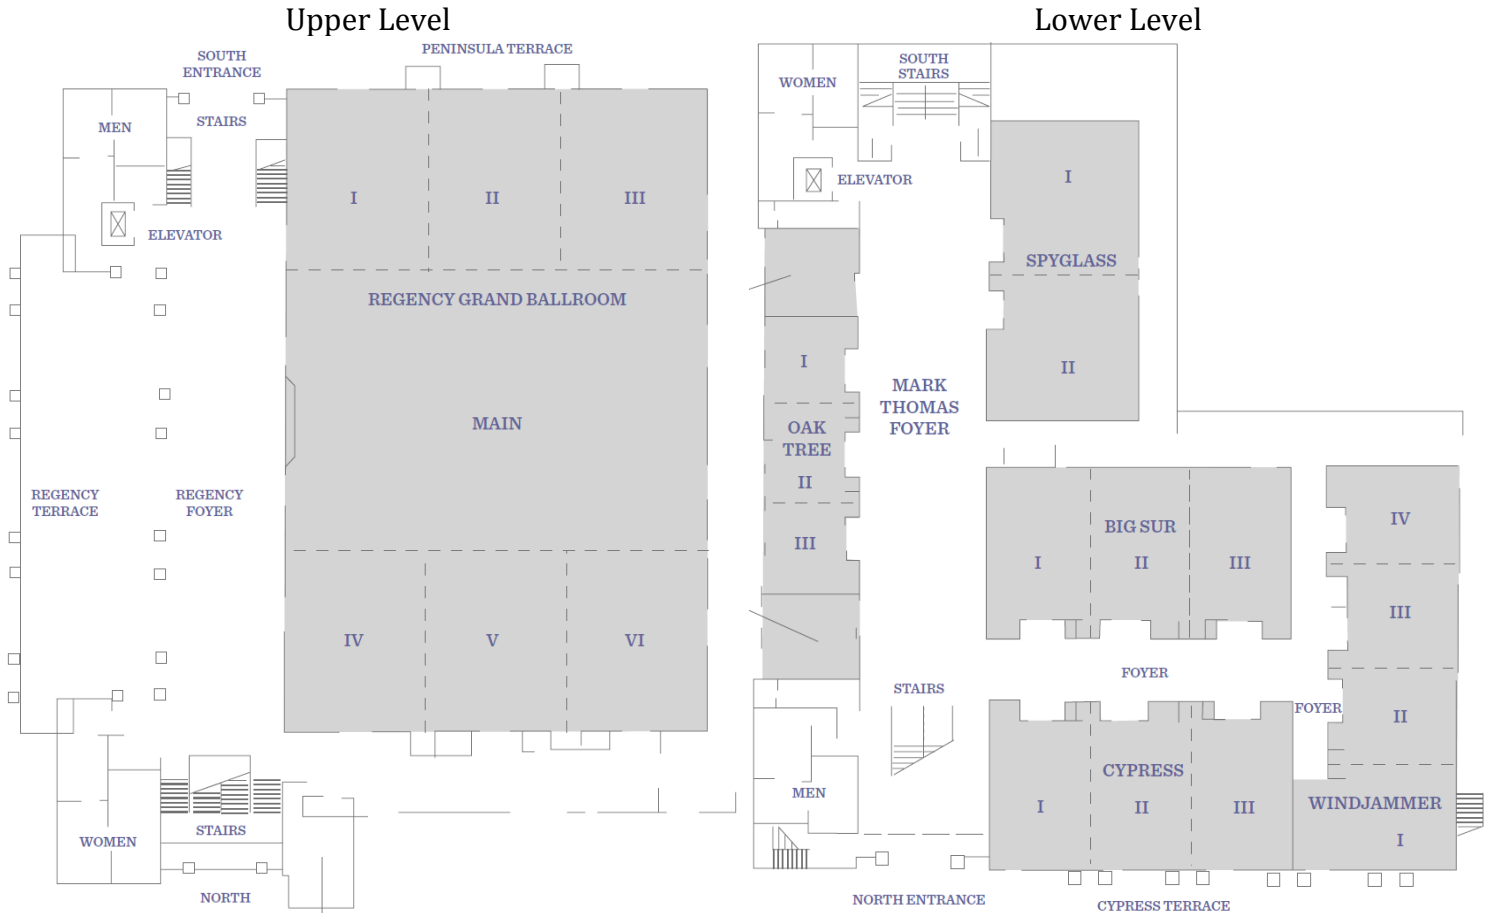 Upper Level
SOUTH
ENTRANCE
PENINSULA TERRACE
MEN
STAIRS
I
II
III
ELEVATOR
REGENCY GRAND BALLROOM
MAIN
REGENCY
TERRACE
REGENCY
FOYER
IV
V
VI
STAIRS
WOMEN
NORTH
Lower Level
WOMEN
SOUTH
STAIRS
ELEVATOR
I
SPYGLASS
II
I
OAK
TREE
II
III
MARK
THOMAS
FOYER
BIG SUR
I
II
III
IV
III
II
FOYER
FOYER
STAIRS
MEN
CYPRESS
I
II
III
WINDJAMMER
I
NORTH ENTRANCE
CYPRESS TERRACE